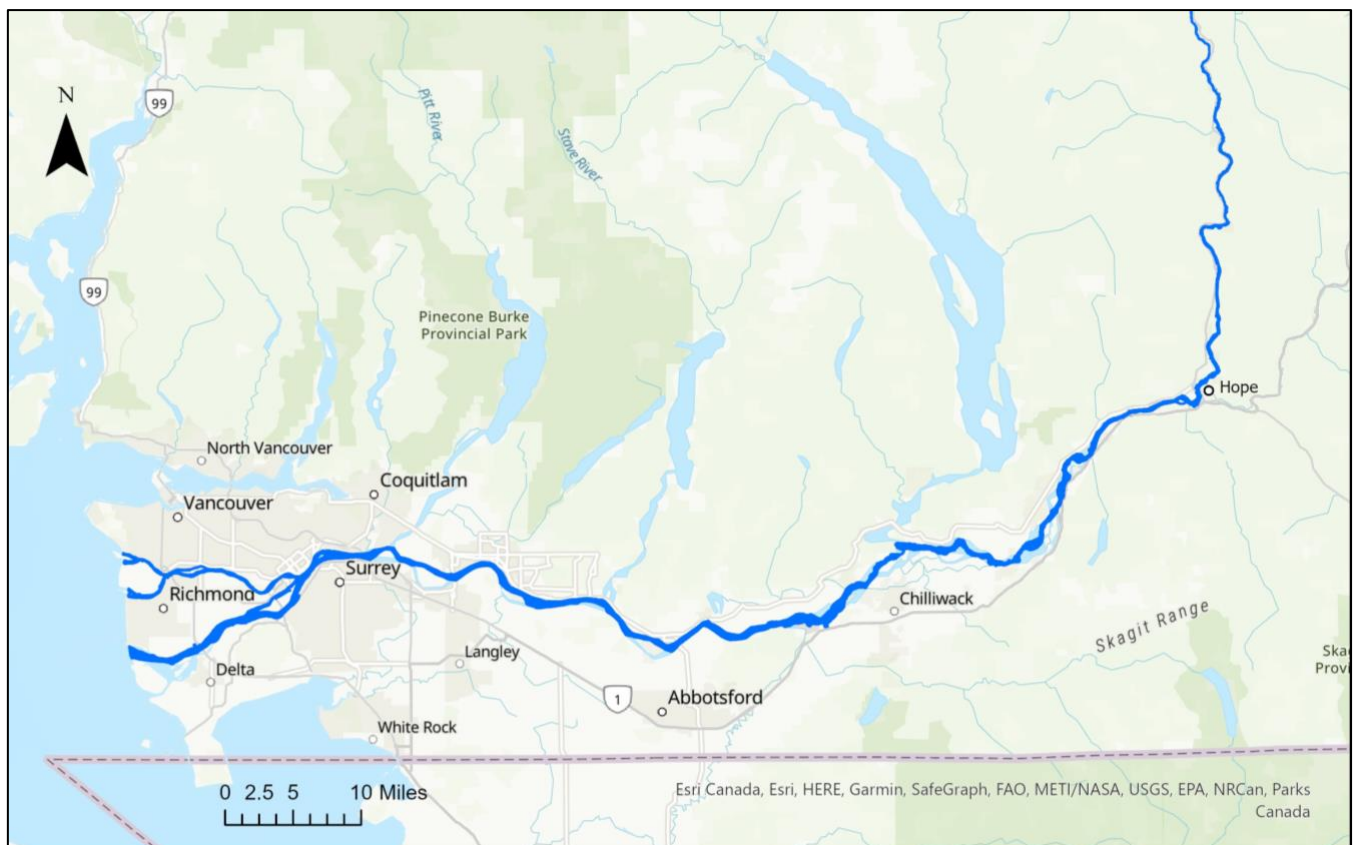 N
99
Pitt River
Stave River
99
Pinecone Burke
Provincial Park
Hope
North Vancouver
Coquitlam
Vancouver
Surrey
Richmond
Chilliwack
Skagit Range
Langley
Delta
Skag
Provi
1
Abbotsford
White Rock
0 2.5 5 10 Miles
Esri Canada, Esri, HERE, Garmin, SafeGraph, FAO, METI/NASA, USGS, EPA, NRCan, Parks
Canada